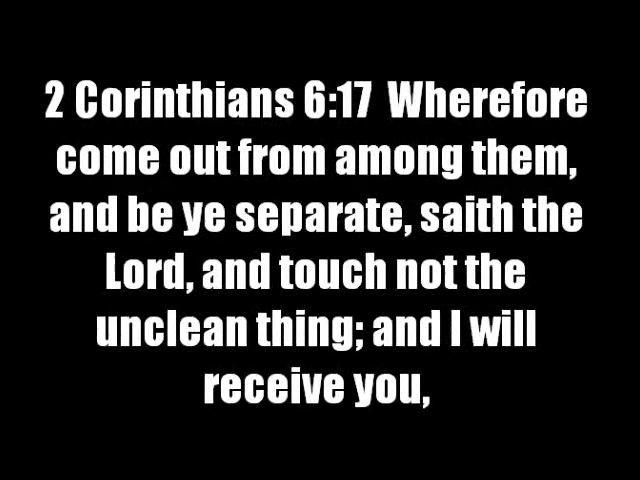 2 Corinthians 6:17  Wherefore
come out from among them,
and be ye separate, saith the
Lord, and touch not the
unclean thing; and I will
receive you,